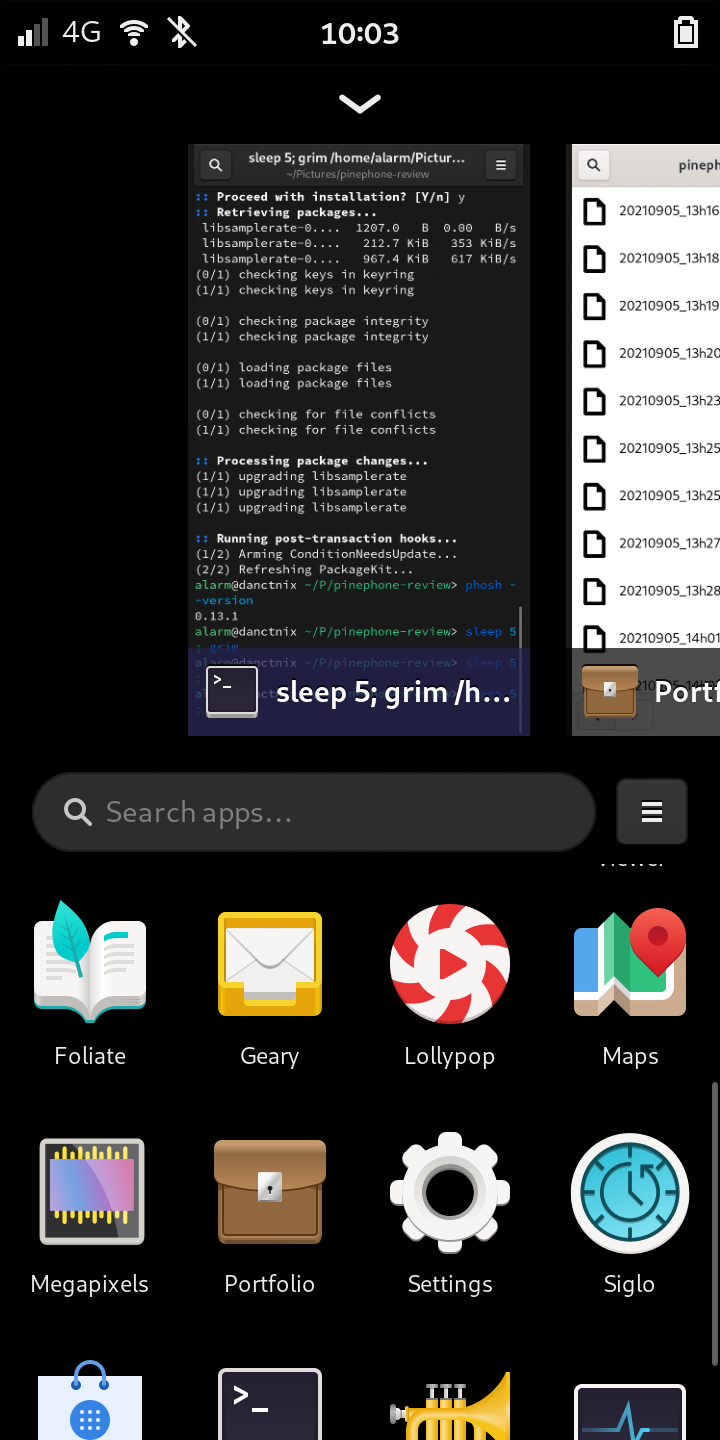 4G
10:03
sleep 5; grim /home/alarm/Pictur...
~/Pictures/pinephone-review
:: Proceed with installation? [Y/n] y
:: Retrieving packages...
libsamplerate-0.... 1207.0 B 0.00 B/s
libsamplerate-0.... 212.7 KiB 353 KiB/s
libsamplerate-0.... 967.4 KiB 617 KiB/s
(0/1) checking keys in keyring
(1/1) checking keys in keyring
(0/1) checking package integrity
(1/1) checking package integrity
(0/1) loading package files
(1/1) loading package files
(0/1) checking for file conflicts
(1/1) checking for file conflicts
:: Processing package changes...
(1/1) upgrading libsamplerate
(1/1) upgrading libsamplerate
(1/1) upgrading libsamplerate
:: Running post-transaction hooks...
(1/2) Arming ConditionNeedsUpdate...
(2/2) Refreshing PackageKit...
alarm@danctnix ~/P/pinephone-review> phosh -
-version
0.13.1
alarm@danctnix ~/P/pinephone-review> sleep 5
; grim
alarm@danctnix ~/P/pinephone-review> sleep 5
sleep 5; grim /h...
pineph
20210905_13h16
20210905_13h18
20210905_13h19
20210905_13h20
20210905_13h23
20210905_13h25
20210905_13h25
20210905_13h27
20210905_13h28
20210905_14h01
Portf
Search apps...
Viewer
Foliate
Geary
Lollypop
Maps
Megapixels
Portfolio
Settings
Siglo